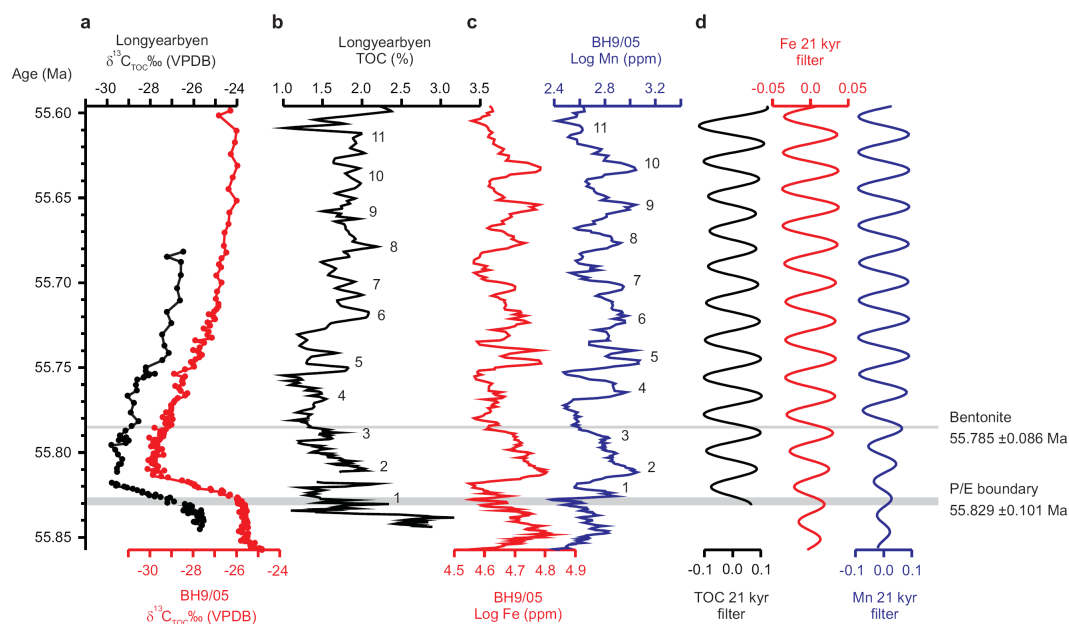 a
b
c
d
Longyearbyen
δ¹³C_TOC‰ (VPDB)
Longyearbyen
TOC (%)
BH9/05
Log Mn (ppm)
Fe 21 kyr
filter
Age (Ma)
-30 -28 -26 -24
1.0 1.5 2.0 2.5 3.0 3.5
2.4 2.8 3.2
-0.05 0.0 0.05
55.60
55.65
55.70
55.75
55.80
55.85
11
10
9
8
7
6
5
4
3
2
1
11
10
9
8
7
6
5
4
3
2
1
Bentonite
55.785 ±0.086 Ma
P/E boundary
55.829 ±0.101 Ma
-30 -28 -26 -24
4.5 4.6 4.7 4.8 4.9
-0.1 0.0 0.1
-0.1 0.0 0.1
BH9/05
δ¹³C_TOC‰ (VPDB)
BH9/05
Log Fe (ppm)
TOC 21 kyr
filter
Mn 21 kyr
filter